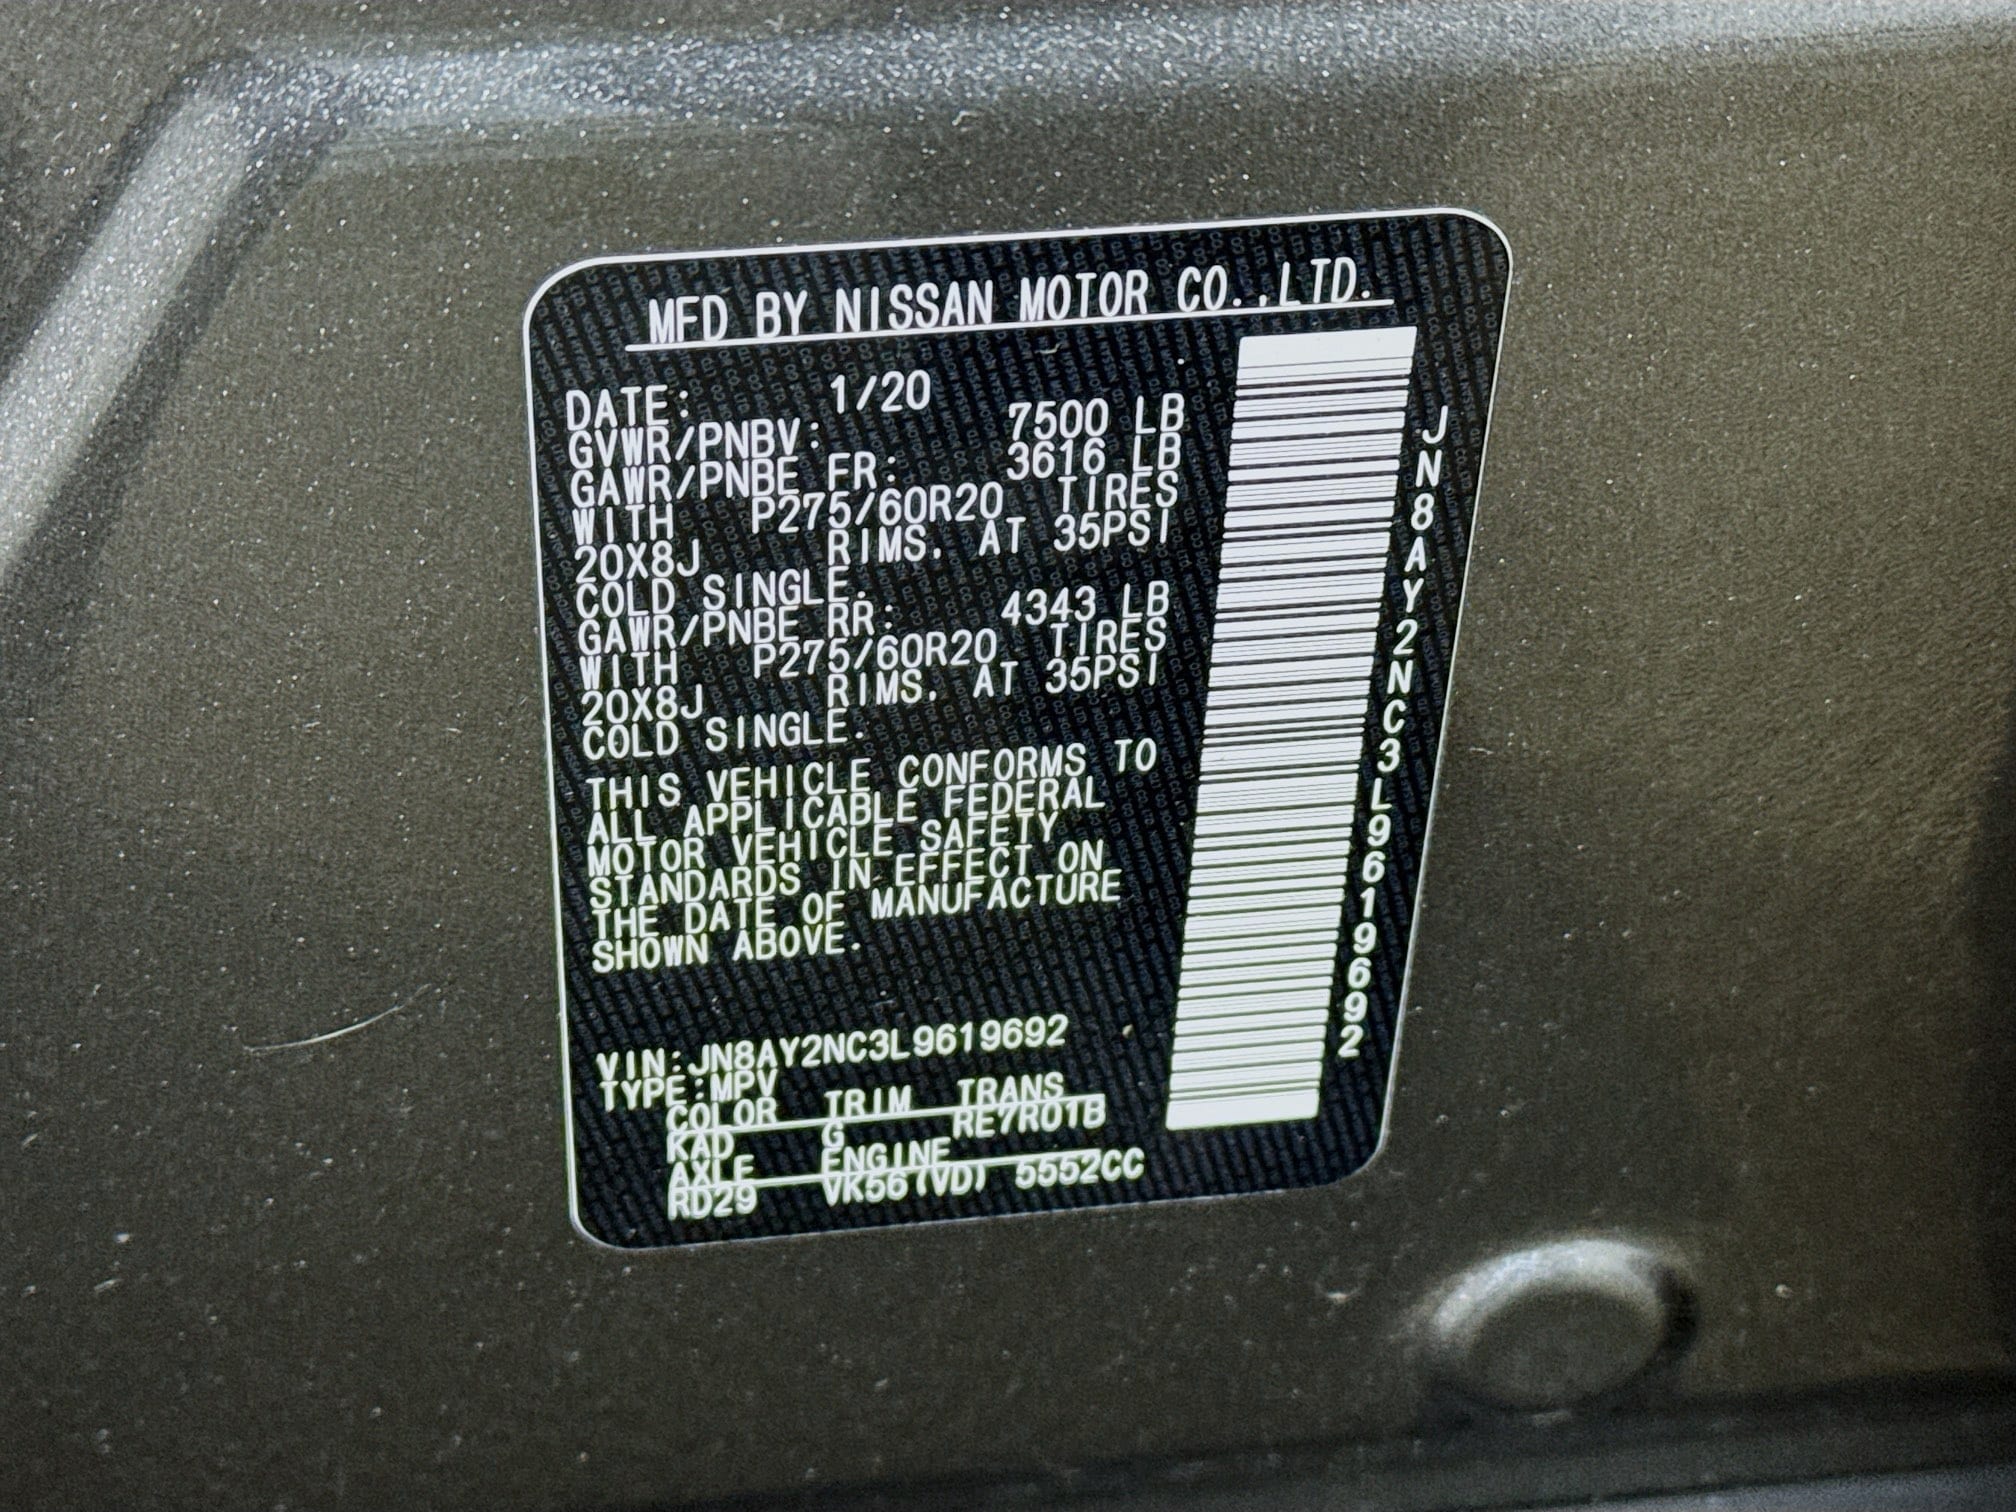 MFD BY NISSAN MOTOR CO.,LTD.
DATE: 1/20
GVWR/PNBV: 7500 LB
GAWR/PNBE FR: 3616 LB
WITH P275/60R20 TIRES
20X8J RIMS. AT 35PSI
COLD SINGLE.
GAWR/PNBE RR: 4343 LB
WITH P275/60R20 TIRES
20X8J RIMS. AT 35PSI
COLD SINGLE.
THIS VEHICLE CONFORMS TO
ALL APPLICABLE FEDERAL
MOTOR VEHICLE SAFETY
STANDARDS IN EFFECT ON
THE DATE OF MANUFACTURE
SHOWN ABOVE.
VIN:JN8AY2NC3L9619692
TYPE:MPV
COLOR TRIM TRANS
KAD G RE7R01B
AXLE ENGINE
RD29 VK56(VD) 5552CC
JN8AY2NC3L9619692